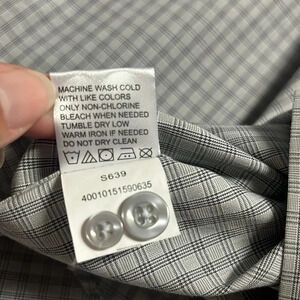 MACHINE WASH COLD
WITH LIKE COLORS
ONLY NON-CHLORINE
BLEACH WHEN NEEDED
TUMBLE DRY LOW
WARM IRON IF NEEDED
DO NOT DRY CLEAN
S639
40010151590635